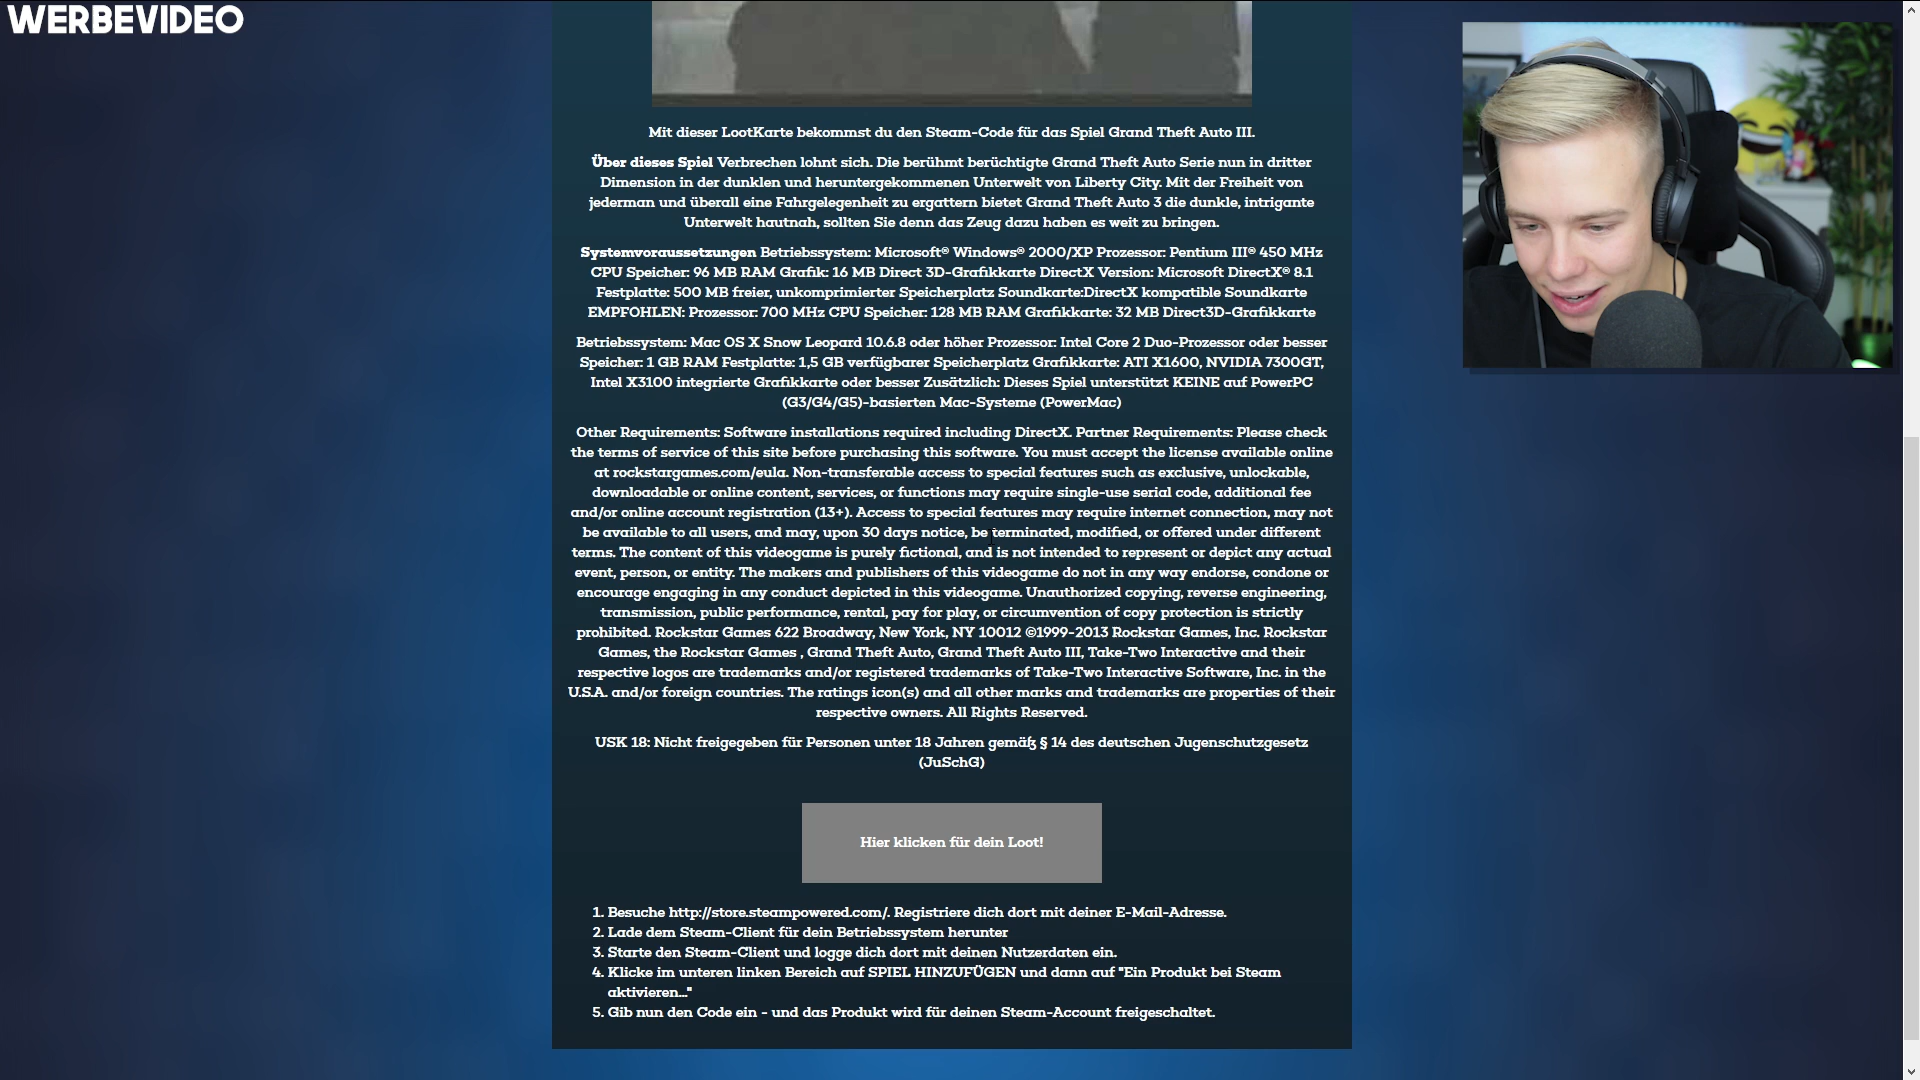 WERBEVIDEO
Mit dieser LootKarte bekommst du den Steam-Code für das Spiel Grand Theft Auto III.
Über dieses Spiel Verbrechen lohnt sich. Die berühmt berüchtigte Grand Theft Auto Serie nun in dritter
Dimension in der dunklen und heruntergekommenen Unterwelt von Liberty City. Mit der Freiheit von
jederman und überall eine Fahrgelegenheit zu ergattern bietet Grand Theft Auto 3 die dunkle, intrigante
Unterwelt hautnah, sollten Sie denn das Zeug dazu haben es weit zu bringen.
Systemvoraussetzungen Betriebssystem: Microsoft® Windows® 2000/XP Prozessor: Pentium III® 450 MHz
CPU Speicher: 96 MB RAM Grafik: 16 MB Direct 3D-Grafikkarte DirectX Version: Microsoft DirectX® 8.1
Festplatte: 500 MB freier, unkomprimierter Speicherplatz Soundkarte:DirectX kompatible Soundkarte
EMPFOHLEN: Prozessor: 700 MHz CPU Speicher: 128 MB RAM Grafikkarte: 32 MB Direct3D-Grafikkarte
Betriebssystem: Mac OS X Snow Leopard 10.6.8 oder höher Prozessor: Intel Core 2 Duo-Prozessor oder besser
Speicher: 1 GB RAM Festplatte: 1,5 GB verfügbarer Speicherplatz Grafikkarte: ATI X1600, NVIDIA 7300GT,
Intel X3100 integrierte Grafikkarte oder besser Zusätzlich: Dieses Spiel unterstützt KEINE auf PowerPC
(G3/G4/G5)-basierten Mac-Systeme (PowerMac)
Other Requirements: Software installations required including DirectX. Partner Requirements: Please check
the terms of service of this site before purchasing this software. You must accept the license available online
at rockstargames.com/eula. Non-transferable access to special features such as exclusive, unlockable,
downloadable or online content, services, or functions may require single-use serial code, additional fee
and/or online account registration (13+). Access to special features may require internet connection, may not
be available to all users, and may, upon 30 days notice, be terminated, modified, or offered under different
terms. The content of this videogame is purely fictional, and is not intended to represent or depict any actual
event, person, or entity. The makers and publishers of this videogame do not in any way endorse, condone or
encourage engaging in any conduct depicted in this videogame. Unauthorized copying, reverse engineering,
transmission, public performance, rental, pay for play, or circumvention of copy protection is strictly
prohibited. Rockstar Games 622 Broadway, New York, NY 10012 ©1999-2013 Rockstar Games, Inc. Rockstar
Games, the Rockstar Games , Grand Theft Auto, Grand Theft Auto III, Take-Two Interactive and their
respective logos are trademarks and/or registered trademarks of Take-Two Interactive Software, Inc. in the
U.S.A. and/or foreign countries. The ratings icon(s) and all other marks and trademarks are properties of their
respective owners. All Rights Reserved.
USK 18: Nicht freigegeben für Personen unter 18 Jahren gemäß § 14 des deutschen Jugenschutzgesetz
(JuSchG)
Hier klicken für dein Loot!
1. Besuche http://store.steampowered.com/. Registriere dich dort mit deiner E-Mail-Adresse.
2. Lade dem Steam-Client für dein Betriebssystem herunter
3. Starte den Steam-Client und logge dich dort mit deinen Nutzerdaten ein.
4. Klicke im unteren linken Bereich auf SPIEL HINZUFÜGEN und dann auf "Ein Produkt bei Steam
aktivieren..."
5. Gib nun den Code ein - und das Produkt wird für deinen Steam-Account freigeschaltet.